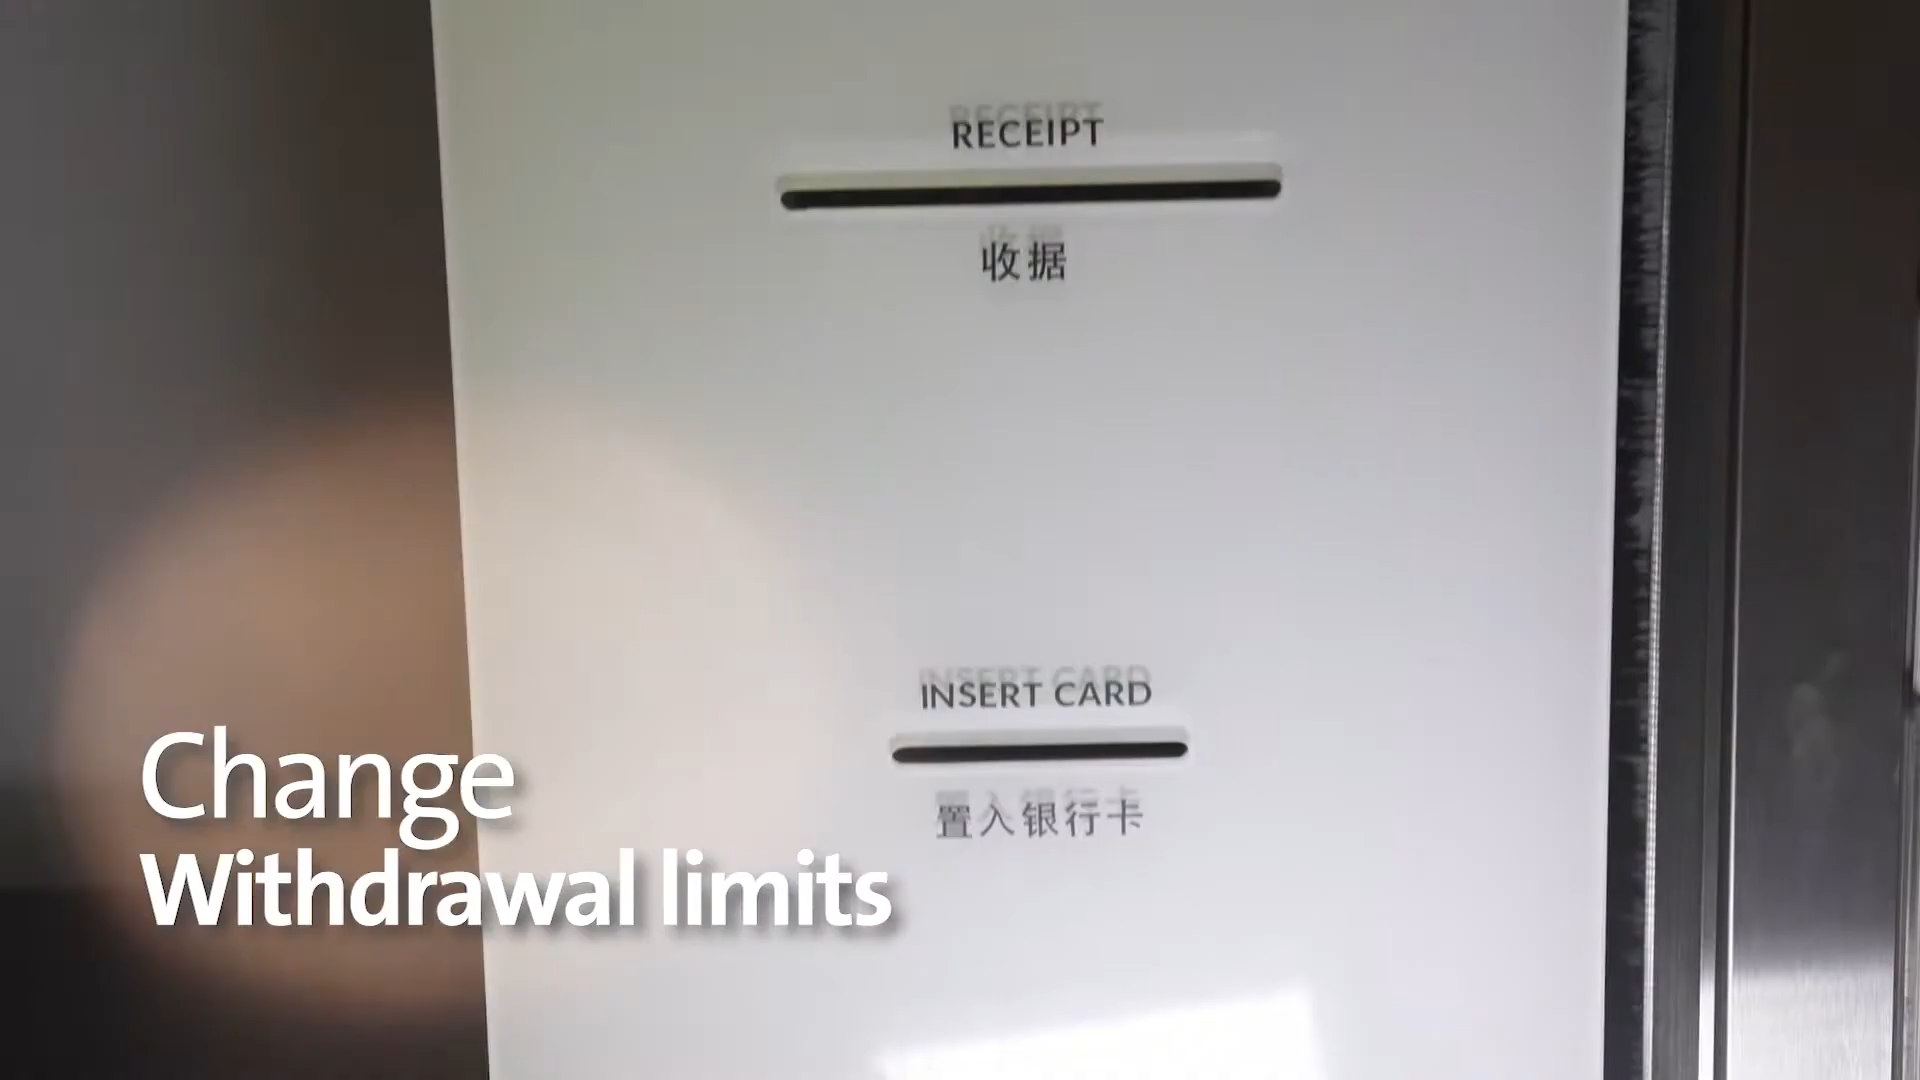 RECEIPT
收据
INSERT CARD
置入银行卡
Change
Withdrawal limits